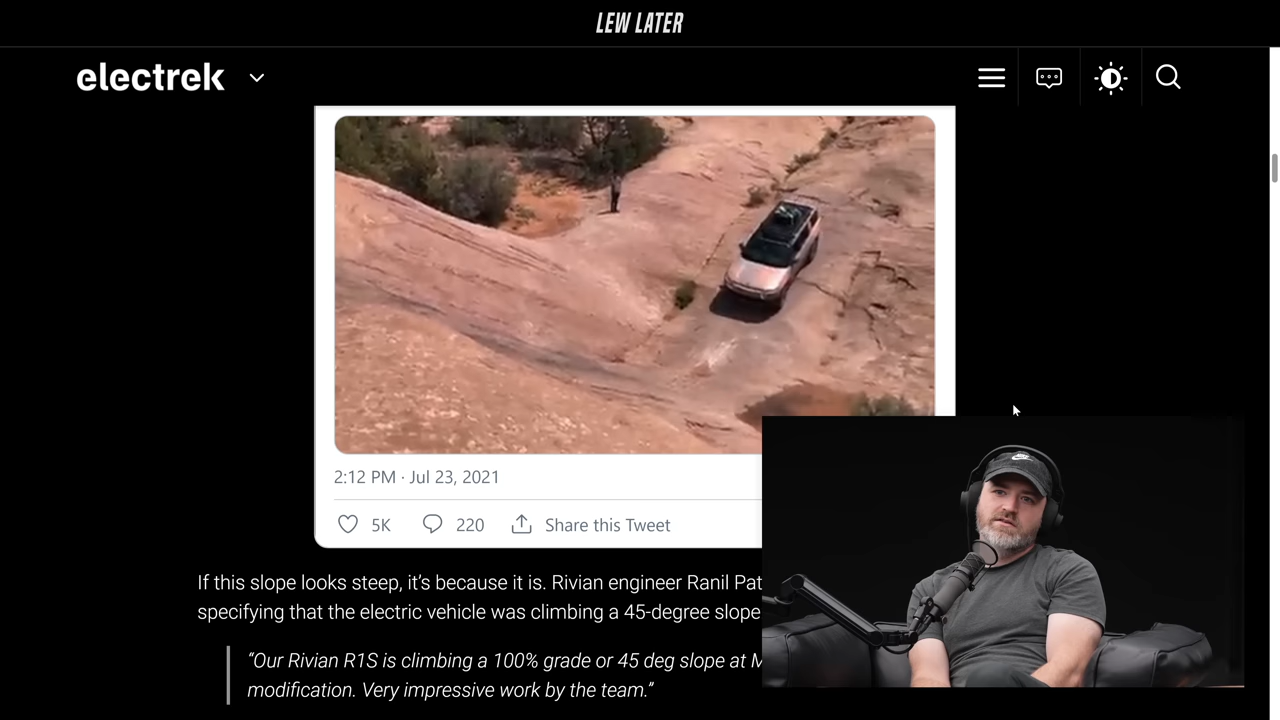 LEW LATER
electrek
2:12 PM · Jul 23, 2021
5K
220
Share this Tweet
If this slope looks steep, it’s because it is. Rivian engineer Ranil Pat
specifying that the electric vehicle was climbing a 45-degree slope
“Our Rivian R1S is climbing a 100% grade or 45 deg slope at M
modification. Very impressive work by the team.”